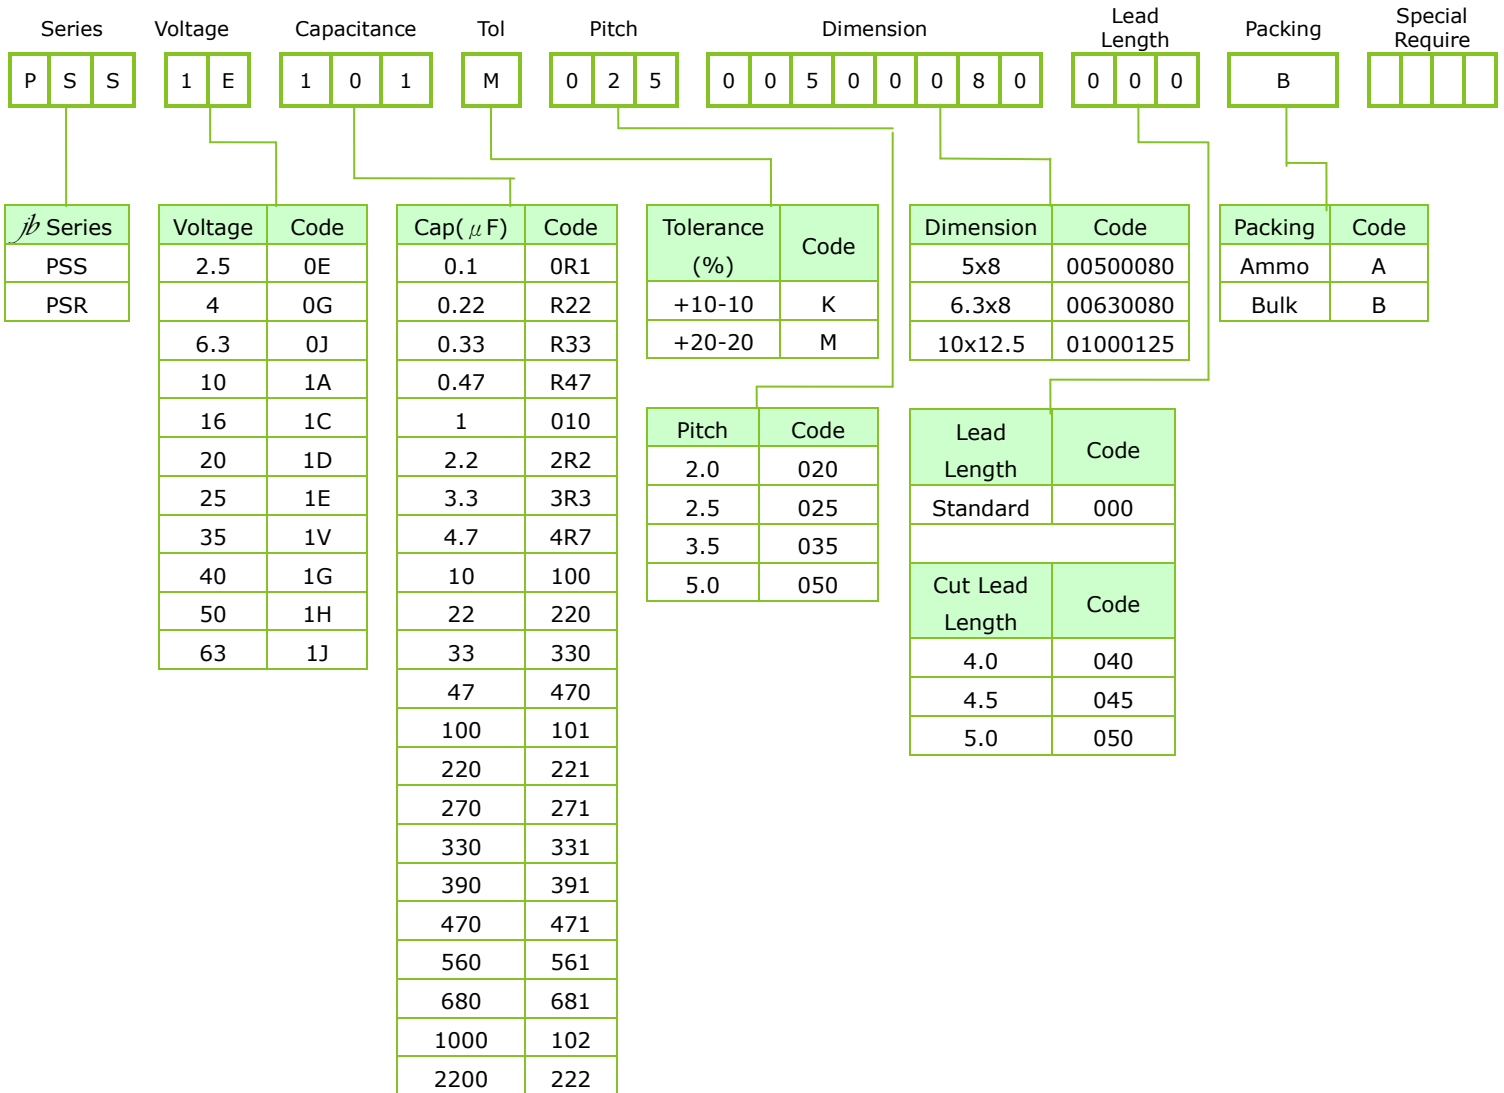 Series Voltage Capacitance Tol Pitch Dimension Lead Length Packing Special Require
P S S 1 E 1 0 1 M 0 2 5 0 0 5 0 0 0 8 0 0 0 0 B
jb Series
PSS
PSR
Voltage Code
2.5 0E
4 0G
6.3 0J
10 1A
16 1C
20 1D
25 1E
35 1V
40 1G
50 1H
63 1J
Cap(μF) Code
0.1 0R1
0.22 R22
0.33 R33
0.47 R47
1 010
2.2 2R2
3.3 3R3
4.7 4R7
10 100
22 220
33 330
47 470
100 101
220 221
270 271
330 331
390 391
470 471
560 561
680 681
1000 102
2200 222
Tolerance (%) Code
+10-10 K
+20-20 M
Pitch Code
2.0 020
2.5 025
3.5 035
5.0 050
Dimension Code
5x8 00500080
6.3x8 00630080
10x12.5 01000125
Lead Length Code
Standard 000
Cut Lead Length Code
4.0 040
4.5 045
5.0 050
Packing Code
Ammo A
Bulk B